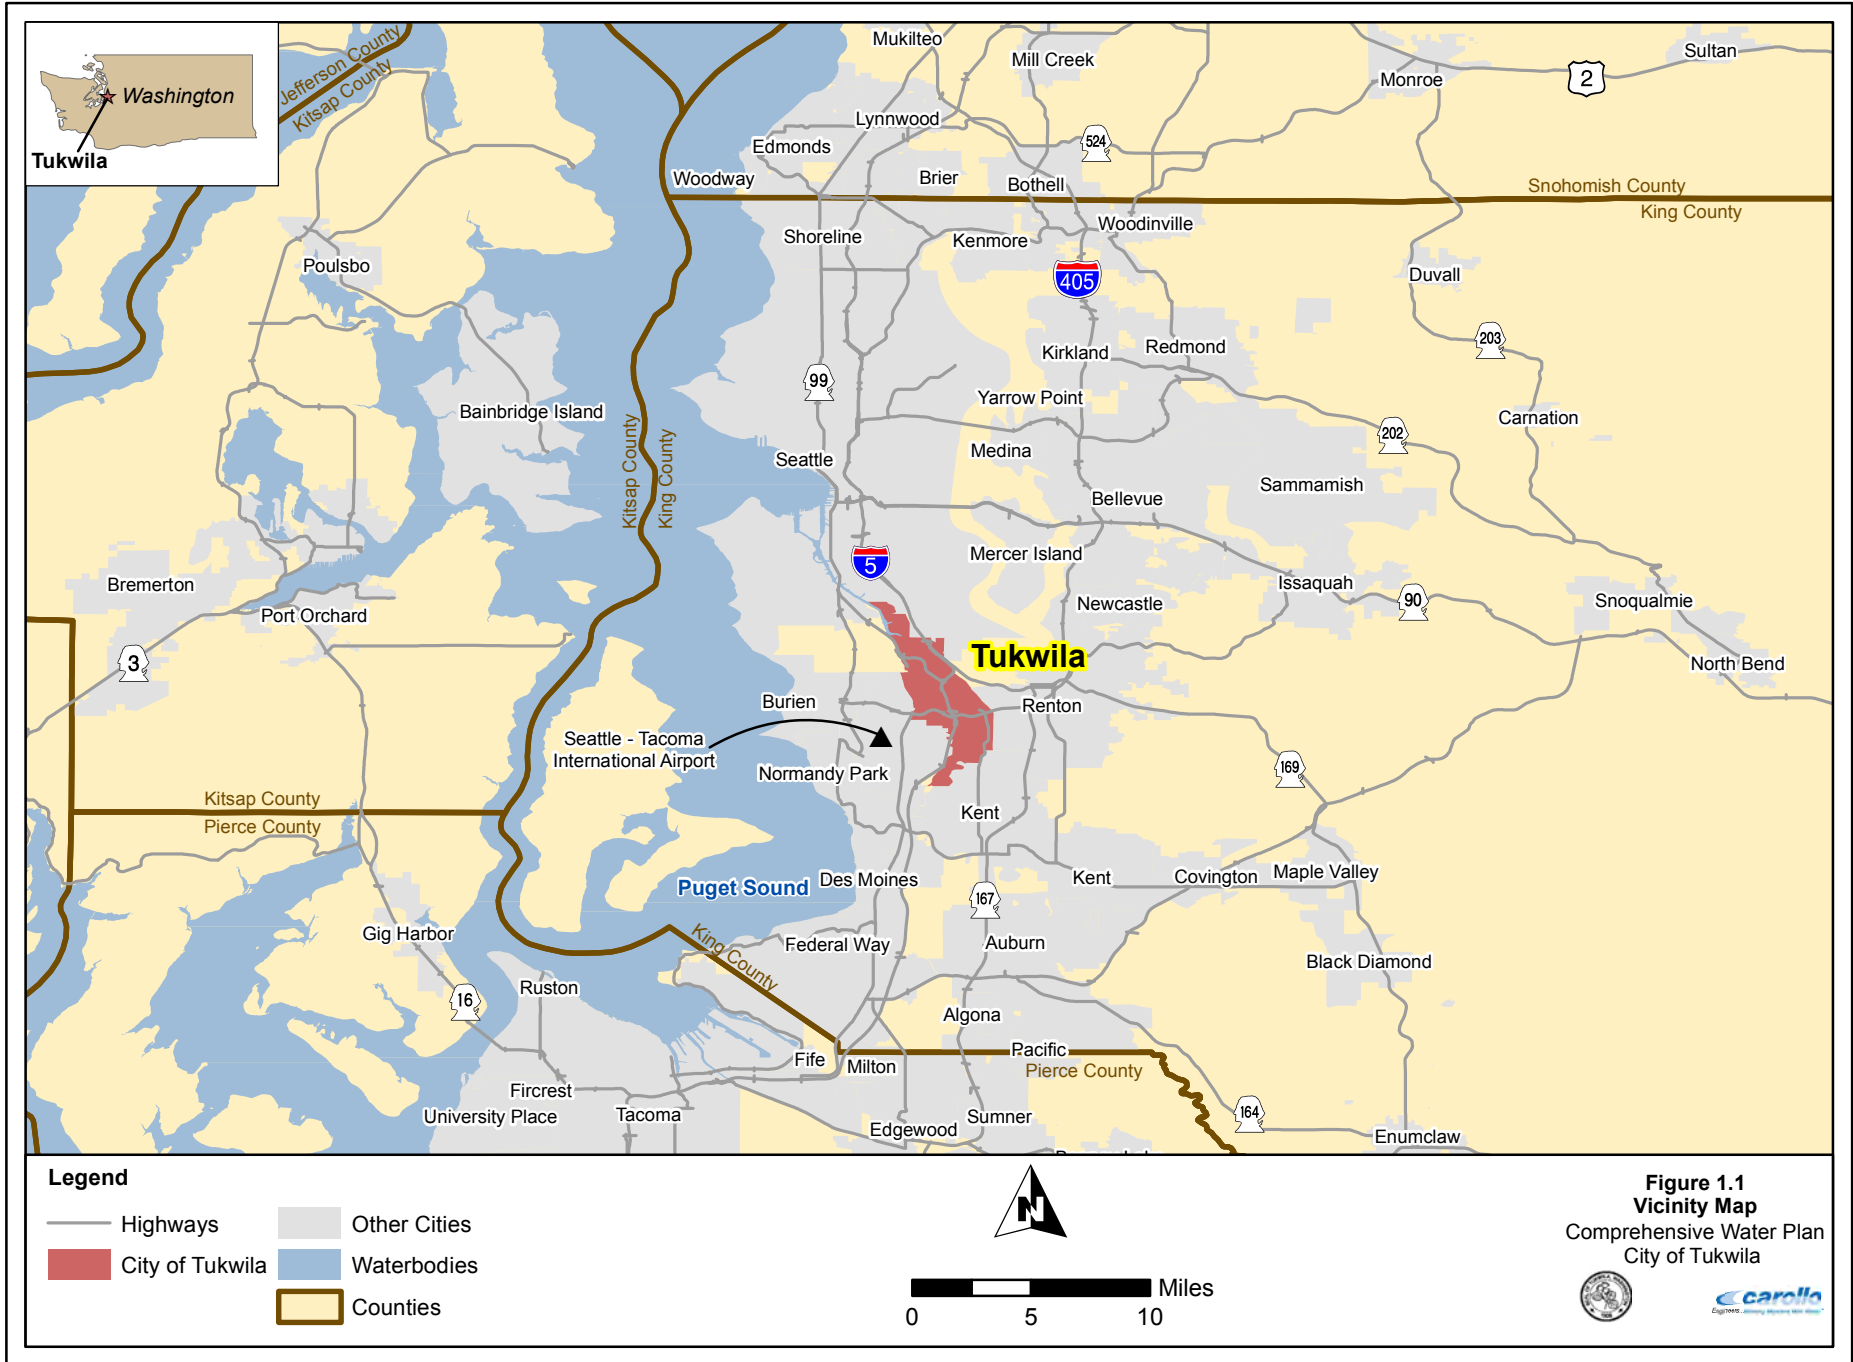 Washington
Tukwila
Jefferson County
Kitsap County
Mukilteo
Mill Creek
Sultan
Monroe
2
Lynnwood
524
Edmonds
Woodway
Brier
Bothell
Snohomish County
King County
Shoreline
Kenmore
Woodinville
Poulsbo
405
Duvall
203
Kirkland
Redmond
99
Yarrow Point
Bainbridge Island
Carnation
202
Kitsap County
King County
Seattle
Medina
Sammamish
Bellevue
5
Mercer Island
Issaquah
Bremerton
Port Orchard
Newcastle
90
Snoqualmie
3
Tukwila
North Bend
Burien
Renton
Seattle - Tacoma
International Airport
Normandy Park
169
Kitsap County
Pierce County
Kent
Puget Sound
Des Moines
Kent
Covington
Maple Valley
167
Gig Harbor
King County
Federal Way
Auburn
Black Diamond
16
Ruston
Algona
Fife
Milton
Pacific
Pierce County
Fircrest
University Place
Tacoma
Edgewood
Sumner
164
Enumclaw
Legend
Highways
Other Cities
City of Tukwila
Waterbodies
Counties
N
Miles
0 5 10
Figure 1.1
Vicinity Map
Comprehensive Water Plan
City of Tukwila
carollo